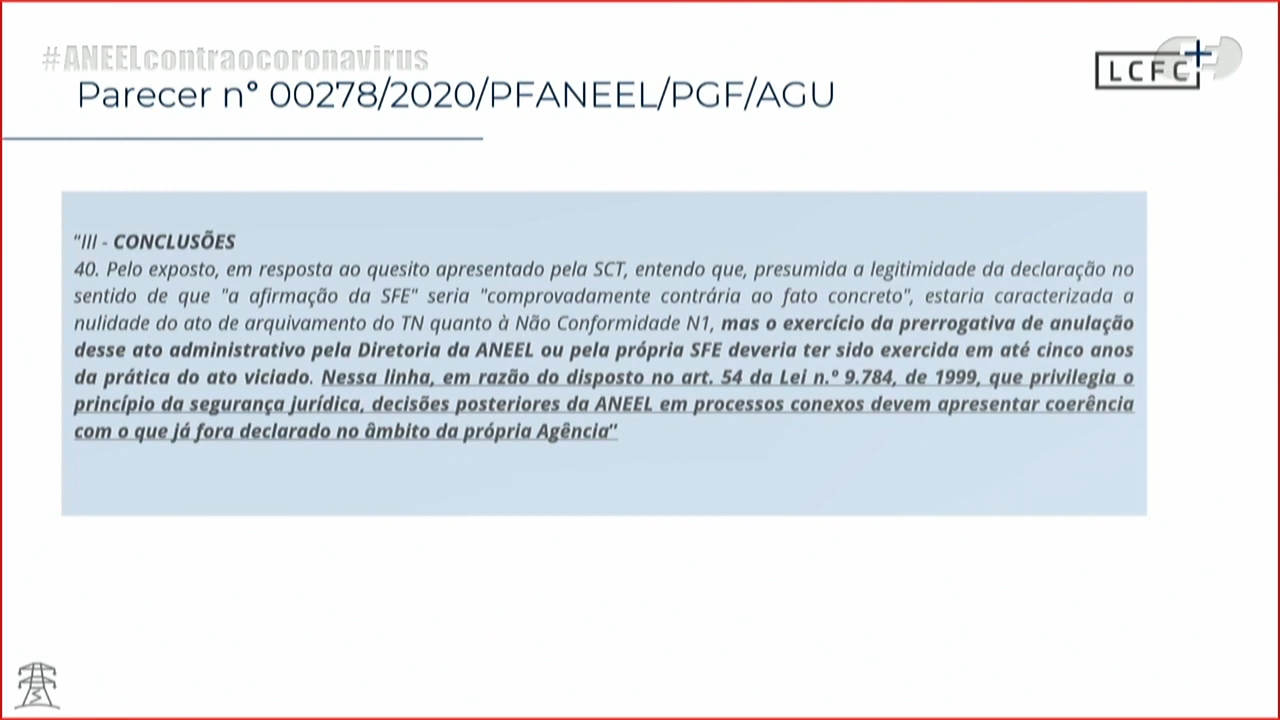 #ANEELcontraocoronavirus
LCFC
Parecer n° 00278/2020/PFANEEL/PGF/AGU
"III - CONCLUSÕES
40. Pelo exposto, em resposta ao quesito apresentado pela SCT, entendo que, presumida a legitimidade da declaração no
sentido de que "a afirmação da SFE" seria "comprovadamente contrária ao fato concreto", estaria caracterizada a
nulidade do ato de arquivamento do TN quanto à Não Conformidade N1, mas o exercício da prerrogativa de anulação
desse ato administrativo pela Diretoria da ANEEL ou pela própria SFE deveria ter sido exercida em até cinco anos
da prática do ato viciado. Nessa linha, em razão do disposto no art. 54 da Lei n.º 9.784, de 1999, que privilegia o
princípio da segurança jurídica, decisões posteriores da ANEEL em processos conexos devem apresentar coerência
com o que já fora declarado no âmbito da própria Agência"